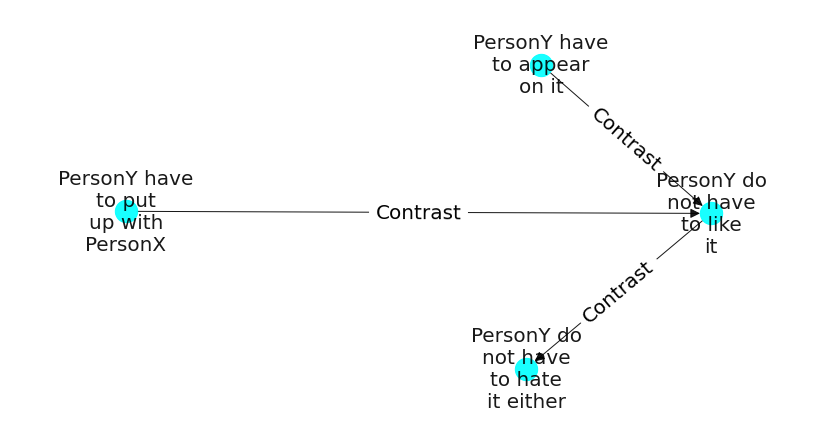 PersonY have
to appear
on it
Contrast
PersonY have
to put
up with
PersonX
Contrast
PersonY do
not have
to like
it
Contrast
PersonY do
not have
to hate
it either